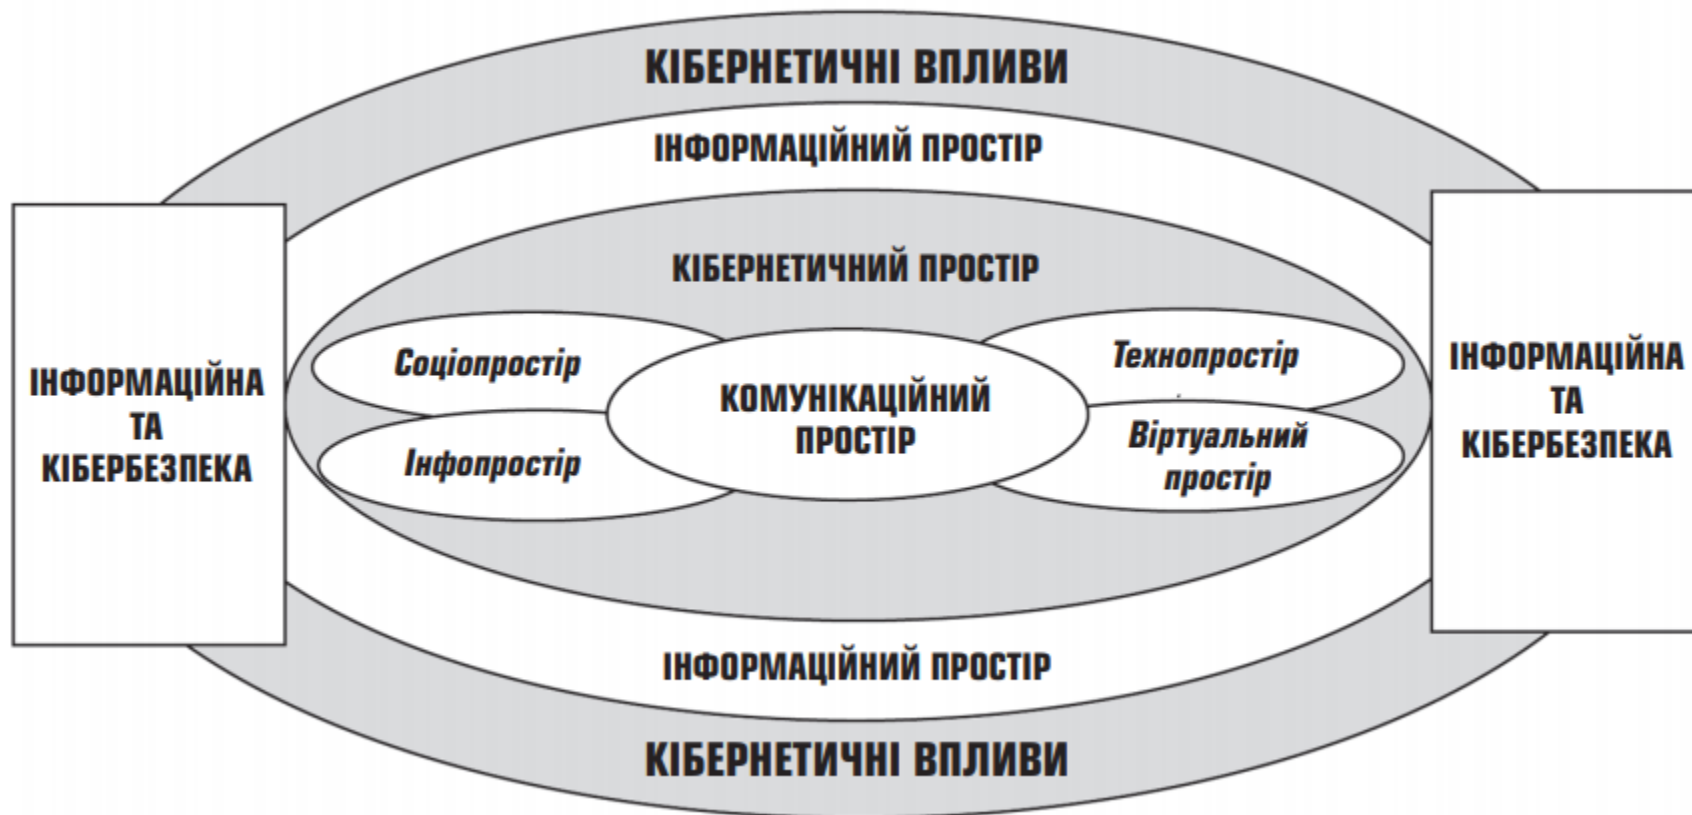 КІБЕРНЕТИЧНІ ВПЛИВИ
ІНФОРМАЦІЙНИЙ ПРОСТІР
КІБЕРНЕТИЧНИЙ ПРОСТІР
ІНФОРМАЦІЙНА
ТА
КІБЕРБЕЗПЕКА
Соціопростір
Інфопростір
КОМУНІКАЦІЙНИЙ
ПРОСТІР
Технопростір
Віртуальний
простір
ІНФОРМАЦІЙНА
ТА
КІБЕРБЕЗПЕКА
ІНФОРМАЦІЙНИЙ ПРОСТІР
КІБЕРНЕТИЧНІ ВПЛИВИ